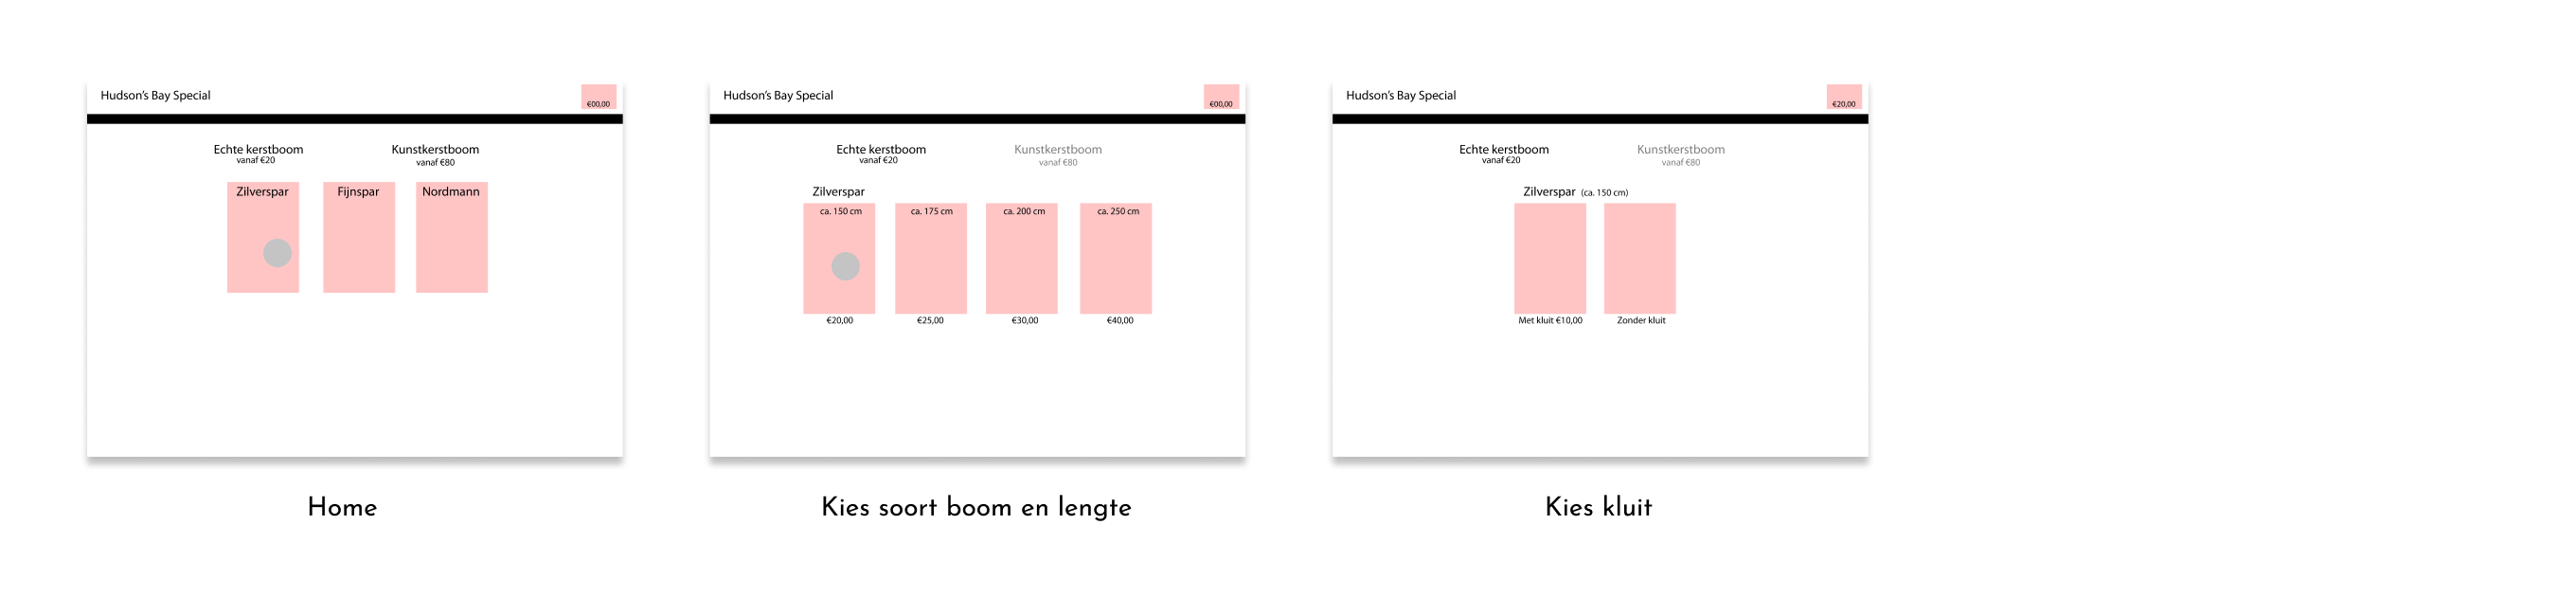 Hudson's Bay Special
€00,00
Echte kerstboom
vanaf €20
Kunstkerstboom
vanaf €80
Zilverspar
Fijnspar
Nordmann
Home
Hudson's Bay Special
€00,00
Echte kerstboom
vanaf €20
Kunstkerstboom
vanaf €80
Zilverspar
ca. 150 cm
ca. 175 cm
ca. 200 cm
ca. 250 cm
€20,00
€25,00
€30,00
€40,00
Kies soort boom en lengte
Hudson's Bay Special
€20,00
Echte kerstboom
vanaf €20
Kunstkerstboom
vanaf €80
Zilverspar (ca. 150 cm)
Met kluit €10,00
Zonder kluit
Kies kluit